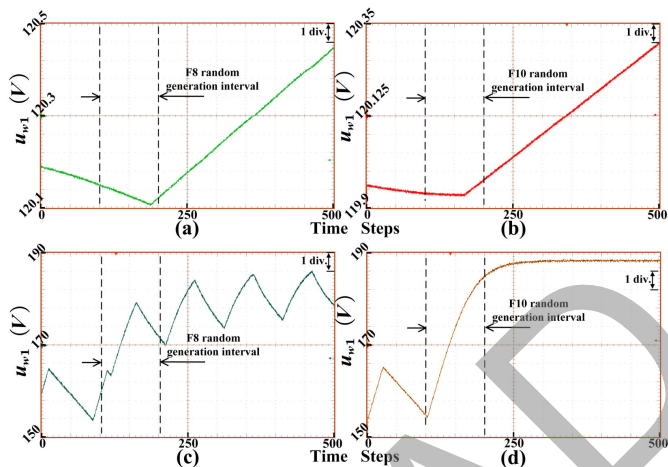 120.5
1 div.
F8 random
generation interval
u_w1 (V)
120.3
120.1
0
250
500
(a)
Time Steps
120.35
1 div.
F10 random
generation interval
u_w1 (V)
120.125
119.9
0
250
500
(b)
190
1 div.
F8 random
generation interval
u_w1 (V)
170
150
0
250
500
(c)
Time Steps
190
1 div.
F10 random
generation interval
u_w1 (V)
170
150
0
250
500
(d)